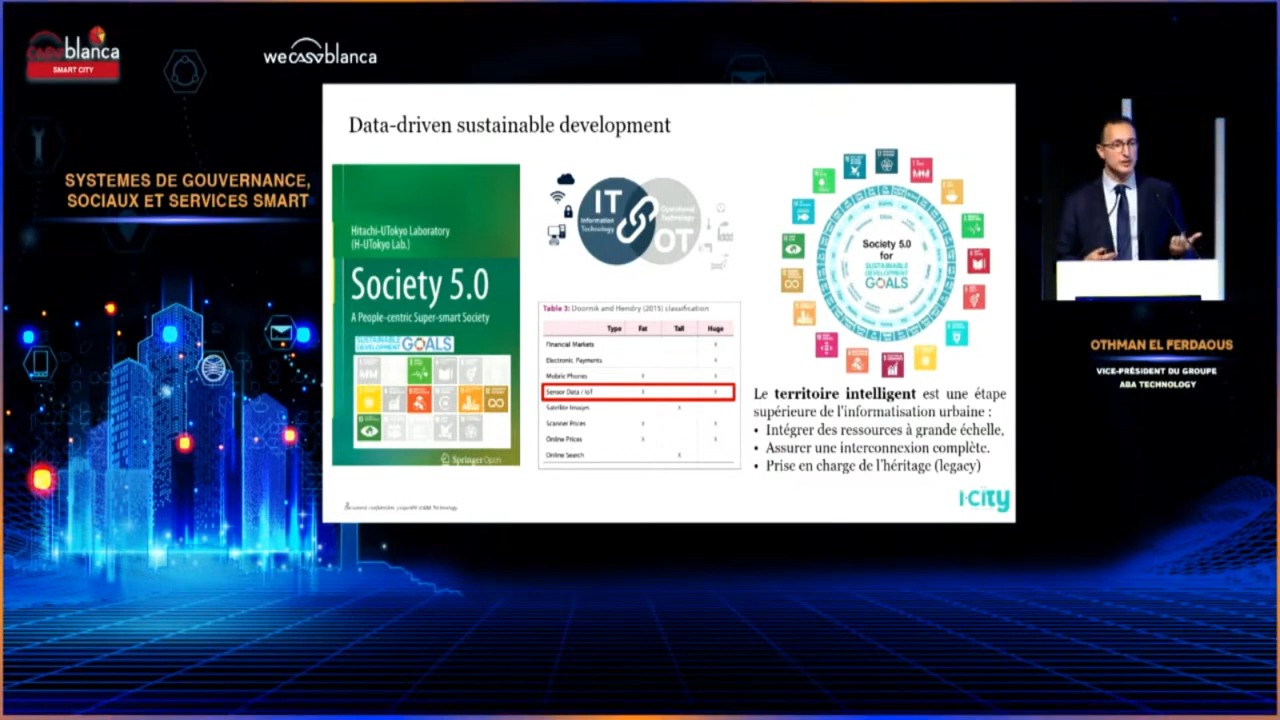 casablanca
SMART CITY
wecasablanca
SYSTEMES DE GOUVERNANCE,
SOCIAUX ET SERVICES SMART
Data-driven sustainable development
Hitachi-UTokyo Laboratory
(H-UTokyo Lab.)
Society 5.0
A People-centric Super-smart Society
SUSTAINABLE DEVELOPMENT GOALS
Springer Open
IT
Information
Technology
Operational
Technology
OT
Table 3: Doornik and Hendry (2015) classification
Type Fat Tall Huge
Financial Markets X
Electronic Payments X
Mobile Phones X X
Sensor Data / IoT X X
Satellite Images X
Scanner Prices X X
Online Prices X X
Online Search X
Society 5.0
for
SUSTAINABLE
DEVELOPMENT
GOALS
Le territoire intelligent est une étape
supérieure de l'informatisation urbaine :
• Intégrer des ressources à grande échelle,
• Assurer une interconnexion complète.
• Prise en charge de l'héritage (legacy)
i-city
OTHMAN EL FERDAOUS
VICE-PRÉSIDENT DU GROUPE
ABA TECHNOLOGY